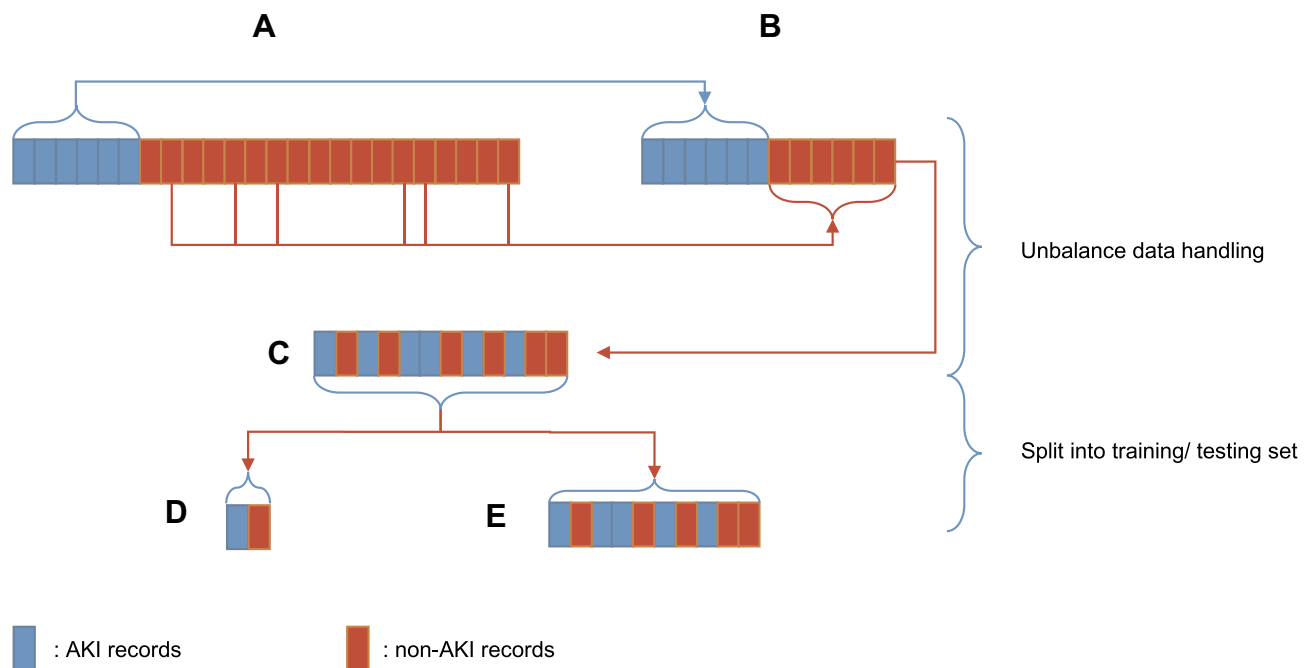 A
B
Unbalance data handling
C
Split into training/ testing set
D
E
: AKI records
: non-AKI records